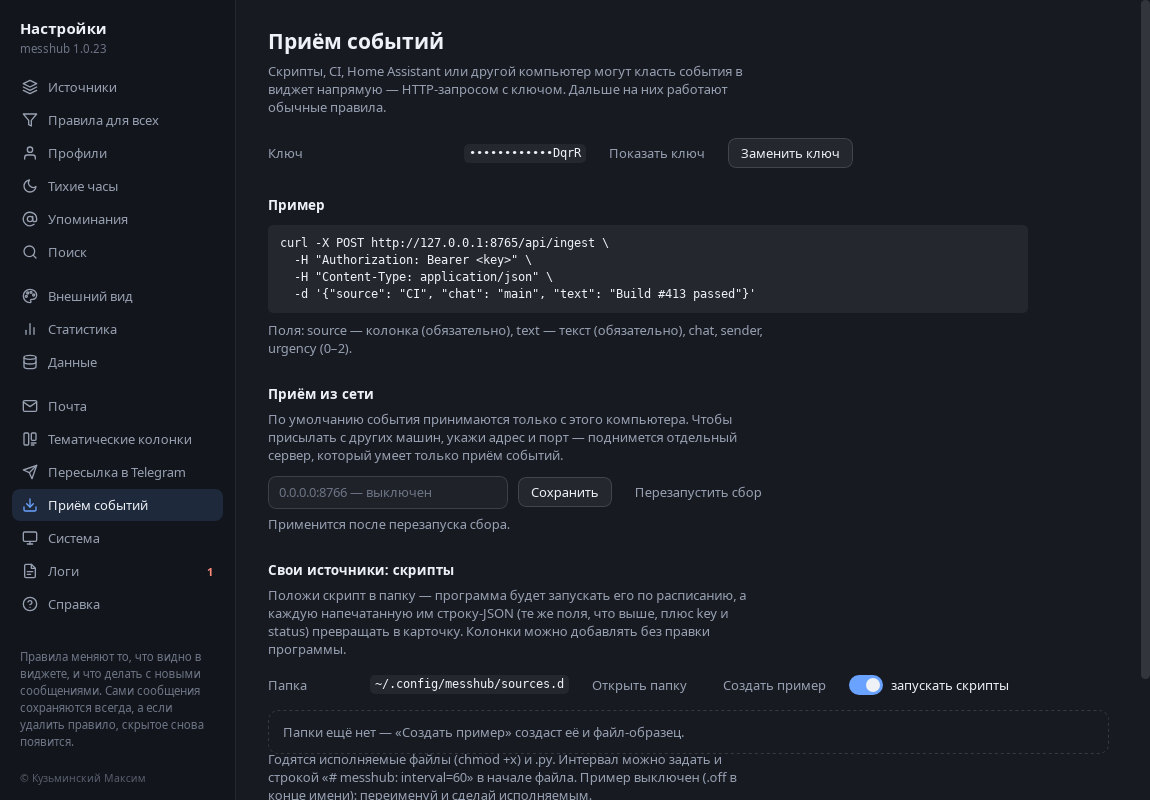 Настройки
messhub 1.0.23
Источники
Правила для всех
Профили
Тихие часы
Упоминания
Поиск
Внешний вид
Статистика
Данные
Почта
Тематические колонки
Пересылка в Telegram
Приём событий
Система
Логи 1
Справка
Правила меняют то, что видно в
виджете, и что делать с новыми
сообщениями. Сами сообщения
сохраняются всегда, а если
удалить правило, скрытое снова
появится.
© Кузьминский Максим
Приём событий
Скрипты, CI, Home Assistant или другой компьютер могут класть события в
виджет напрямую — HTTP-запросом с ключом. Дальше на них работают
обычные правила.
Ключ ••••••••••••DqrR Показать ключ Заменить ключ
Пример
curl -X POST http://127.0.0.1:8765/api/ingest \
-H "Authorization: Bearer <key>" \
-H "Content-Type: application/json" \
-d '{"source": "CI", "chat": "main", "text": "Build #413 passed"}'
Поля: source — колонка (обязательно), text — текст (обязательно), chat, sender,
urgency (0–2).
Приём из сети
По умолчанию события принимаются только с этого компьютера. Чтобы
присылать с других машин, укажи адрес и порт — поднимется отдельный
сервер, который умеет только приём событий.
0.0.0.0:8766 — выключен Сохранить Перезапустить сбор
Применится после перезапуска сбора.
Свои источники: скрипты
Положи скрипт в папку — программа будет запускать его по расписанию, а
каждую напечатанную им строку-JSON (те же поля, что выше, плюс key и
status) превращать в карточку. Колонки можно добавлять без правки
программы.
Папка ~/.config/messhub/sources.d Открыть папку Создать пример запускать скрипты
Папки ещё нет — «Создать пример» создаст её и файл-образец.
Годятся исполняемые файлы (chmod +x) и .py. Интервал можно задать и
строкой «# messhub: interval=60» в начале файла. Пример выключен (.off в
конце имени): переименуй и сделай исполняемым.